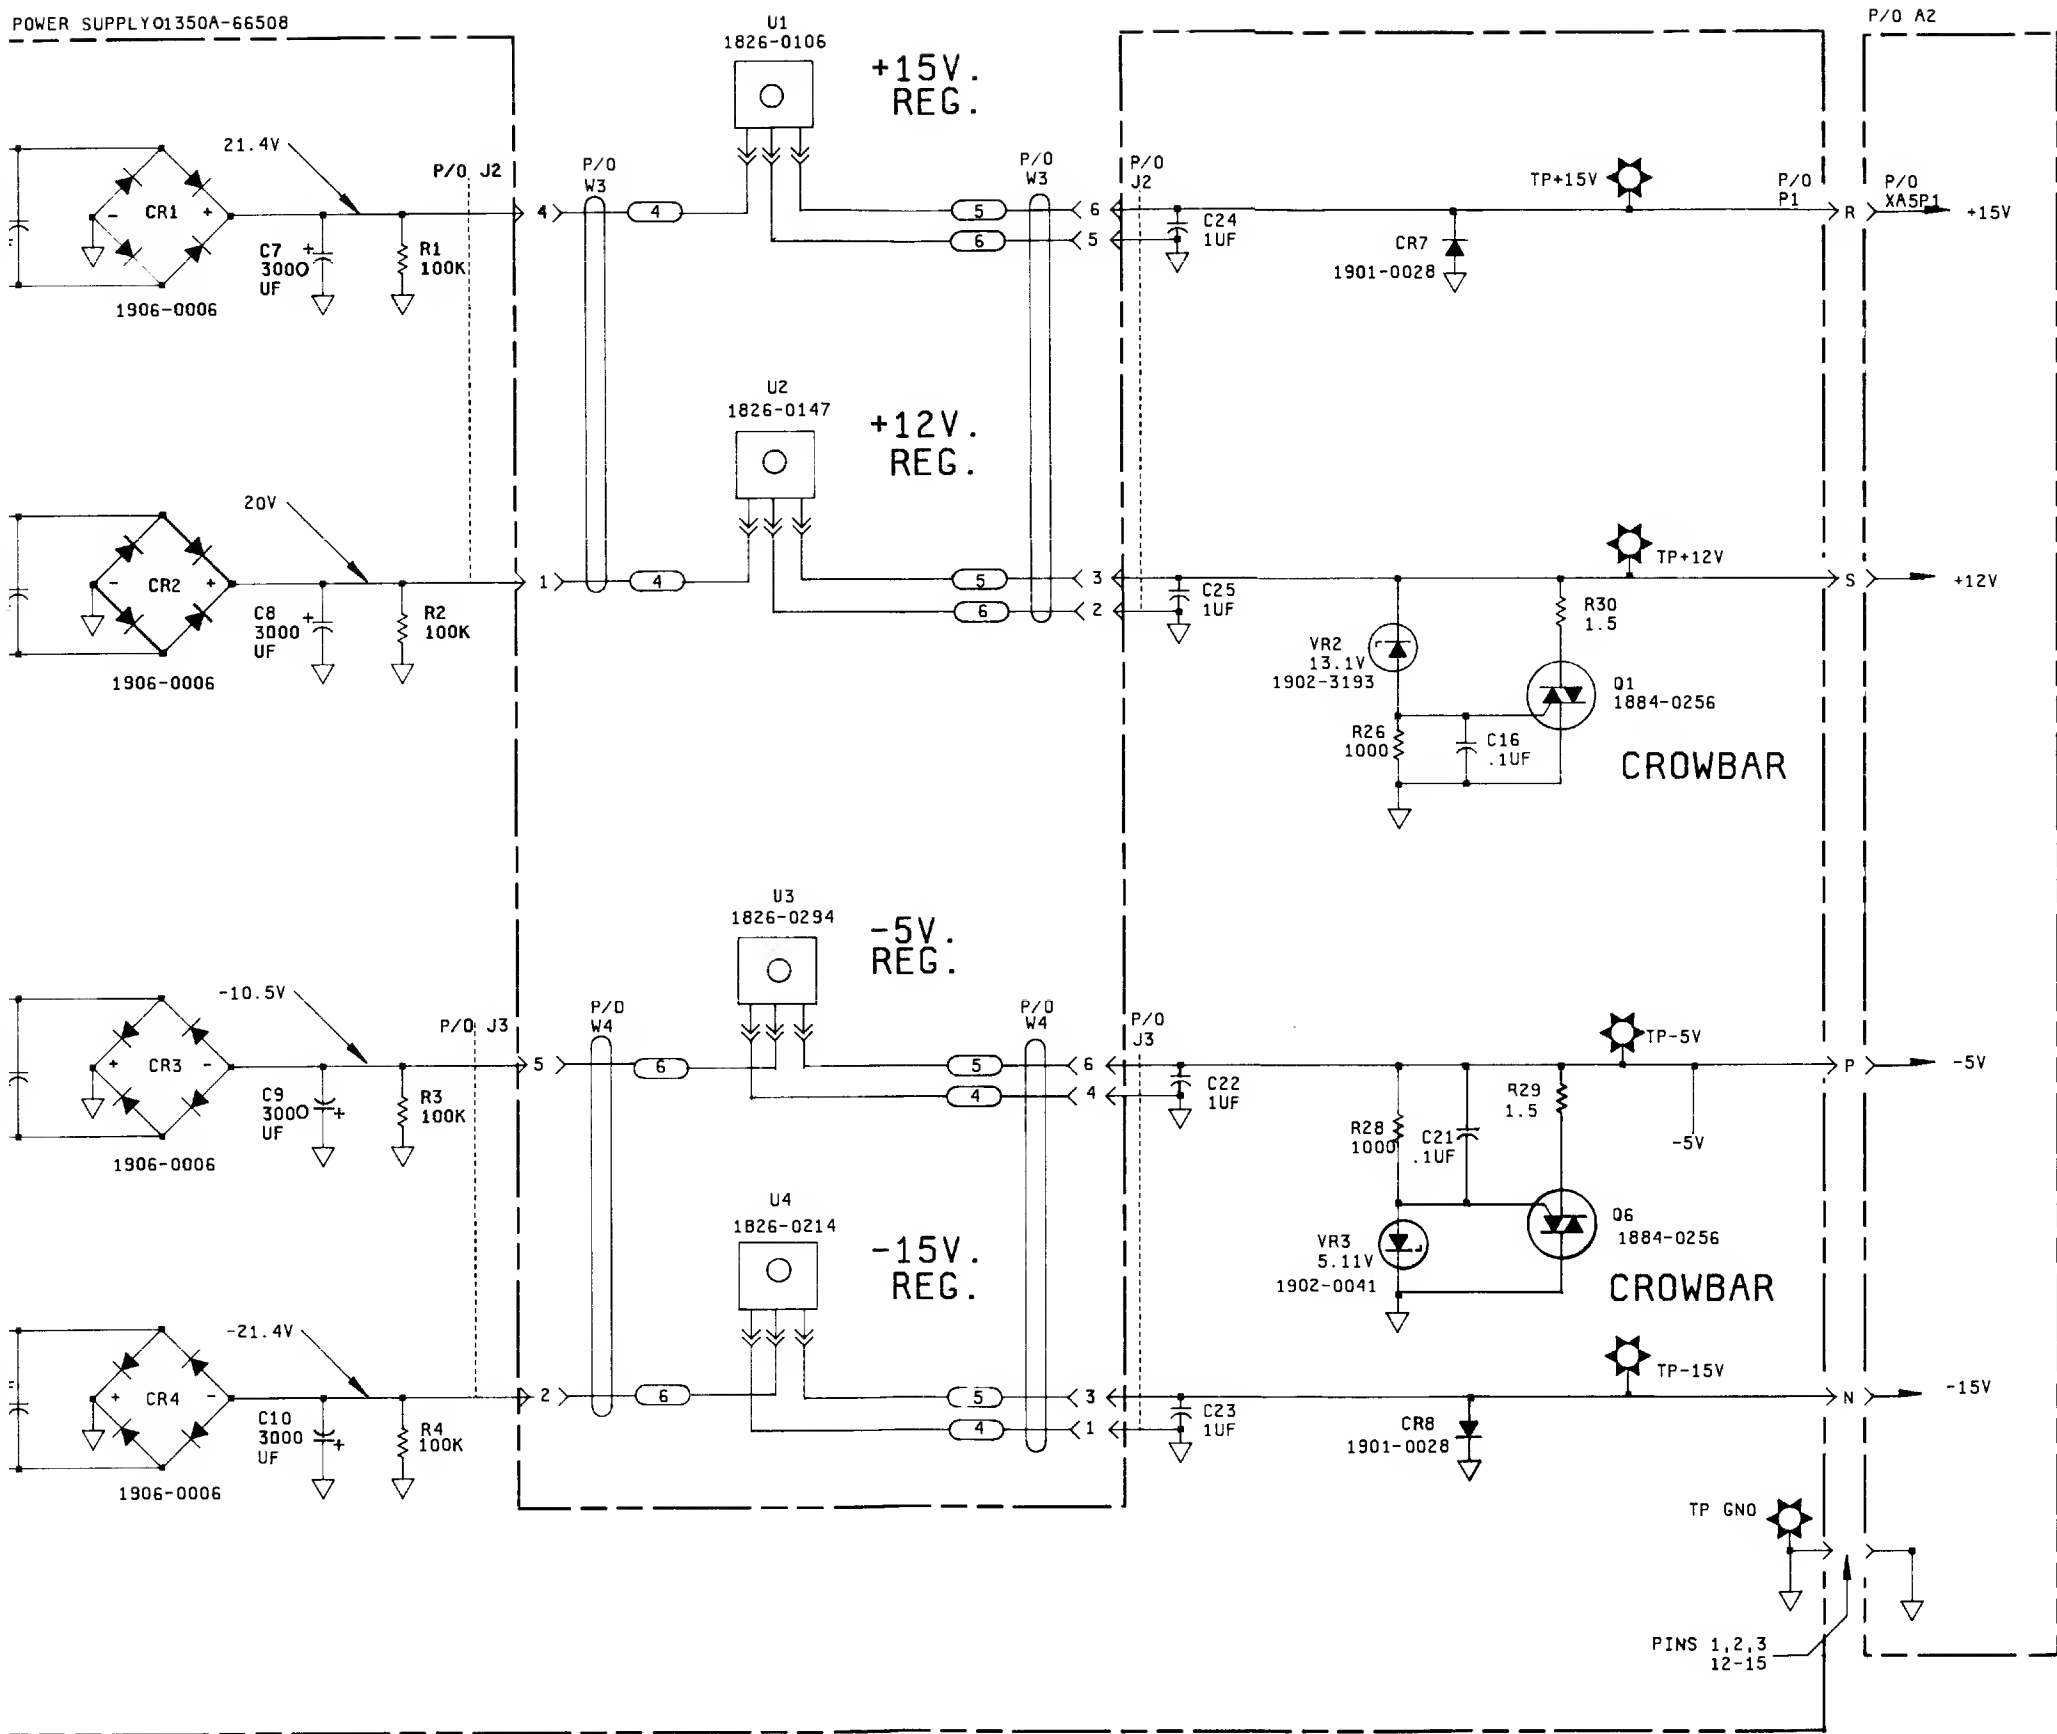 POWER SUPPLY 01350A-66508
U1
1826-0106
+15V.
REG.
P/O A2
21.4V
P/O J2
P/O
W3
P/O
W3
P/O
J2
TP+15V
P/O
P1
P/O
XA5P1
CR1
- +
4
4
5
6
6
5
C24
1UF
R
+15V
C7
3000
UF
+
R1
100K
CR7
1901-0028
1906-0006
U2
1826-0147
+12V.
REG.
20V
TP+12V
CR2
- +
1
4
5
3
6
2
C25
1UF
S
+12V
C8
3000
UF
+
R2
100K
R30
1.5
VR2
13.1V
1902-3193
1906-0006
Q1
1884-0256
R26
1000
C16
.1UF
CROWBAR
U3
1826-0294
-5V.
REG.
-10.5V
P/O J3
P/O
W4
P/O
W4
P/O
J3
TP-5V
CR3
+ -
5
6
5
6
4
4
C22
1UF
P
-5V
C9
3000
UF
+
R3
100K
R29
1.5
R28
1000
C21
.1UF
-5V
1906-0006
U4
1826-0214
-15V.
REG.
Q6
1884-0256
VR3
5.11V
1902-0041
CROWBAR
-21.4V
TP-15V
CR4
+ -
2
6
5
3
4
1
C23
1UF
N
-15V
C10
3000
UF
+
R4
100K
CR8
1901-0028
1906-0006
TP GND
PINS 1,2,3
12-15